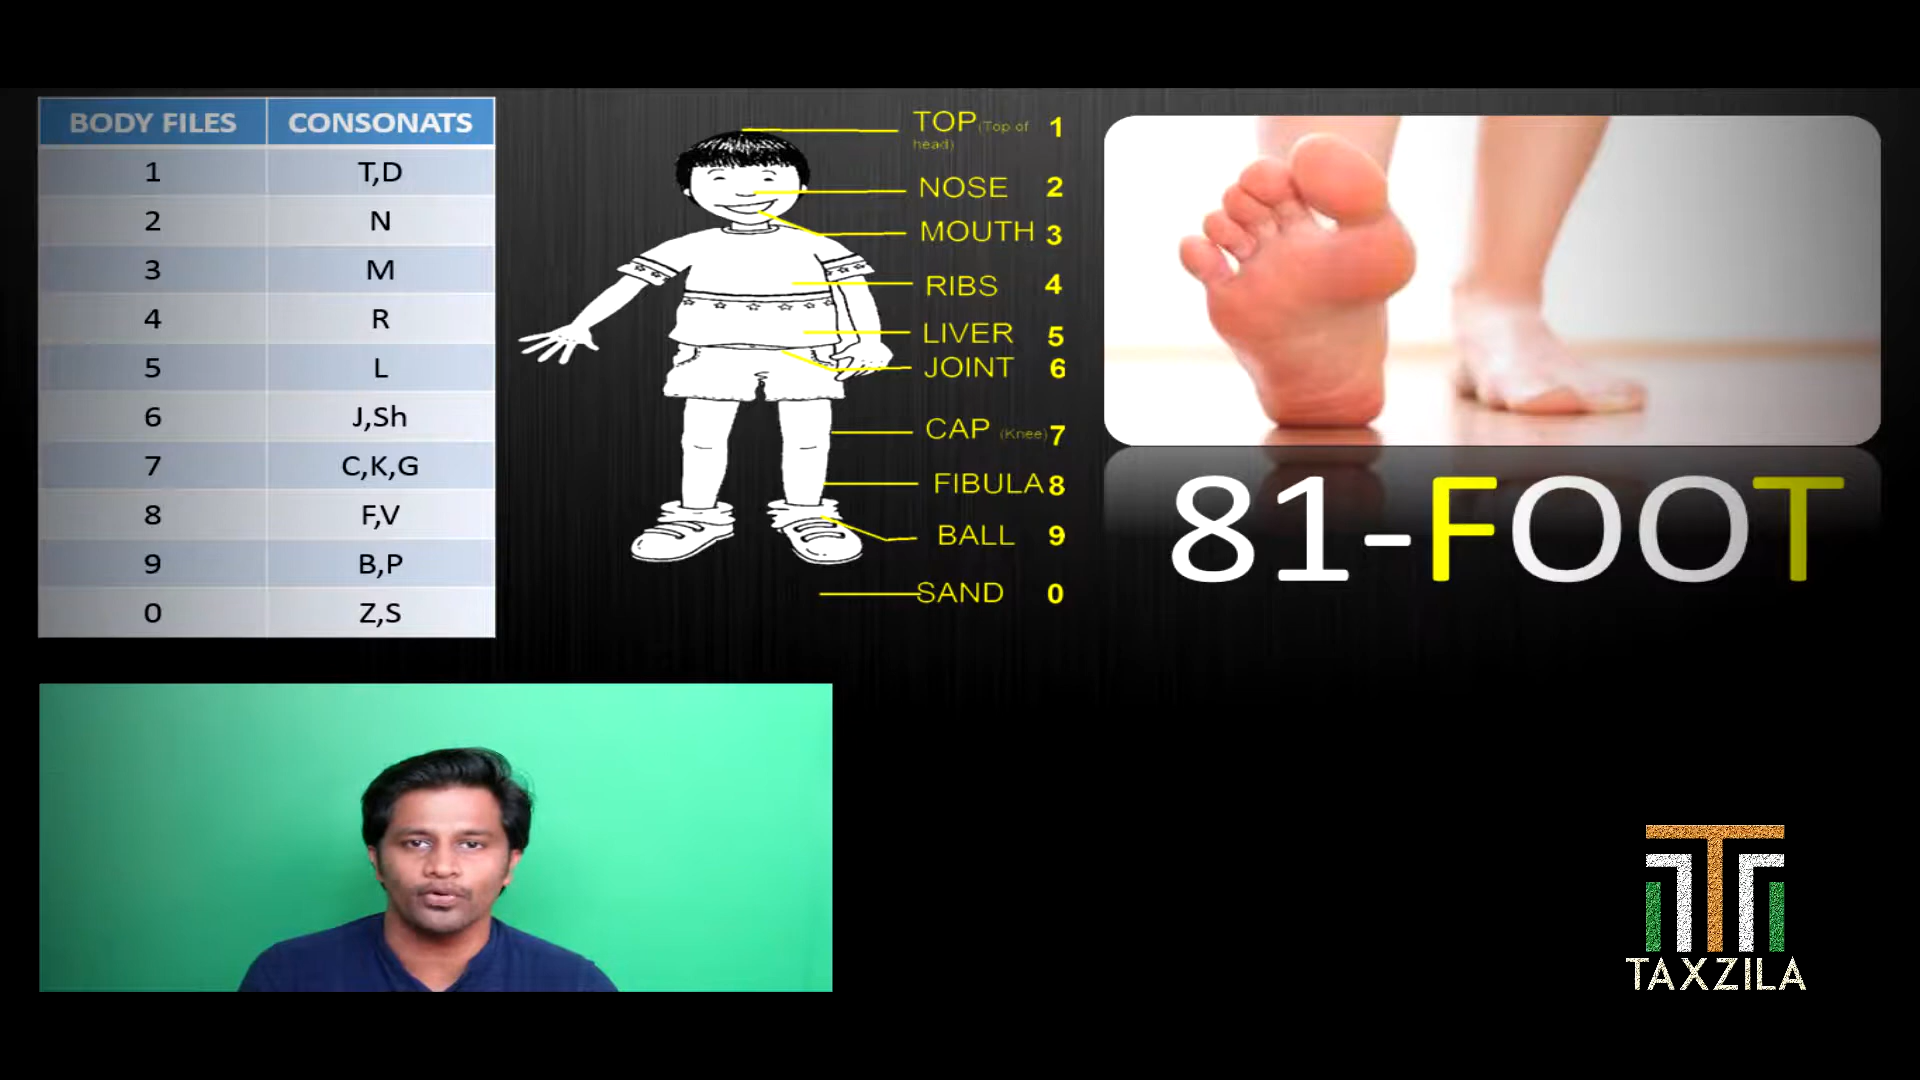 BODY FILES CONSONATS
1 T,D
2 N
3 M
4 R
5 L
6 J,Sh
7 C,K,G
8 F,V
9 B,P
0 Z,S
TOP (Top of head) 1
NOSE 2
MOUTH 3
RIBS 4
LIVER 5
JOINT 6
CAP (Knee) 7
FIBULA 8
BALL 9
SAND 0
81-FOOT
TAXZILA